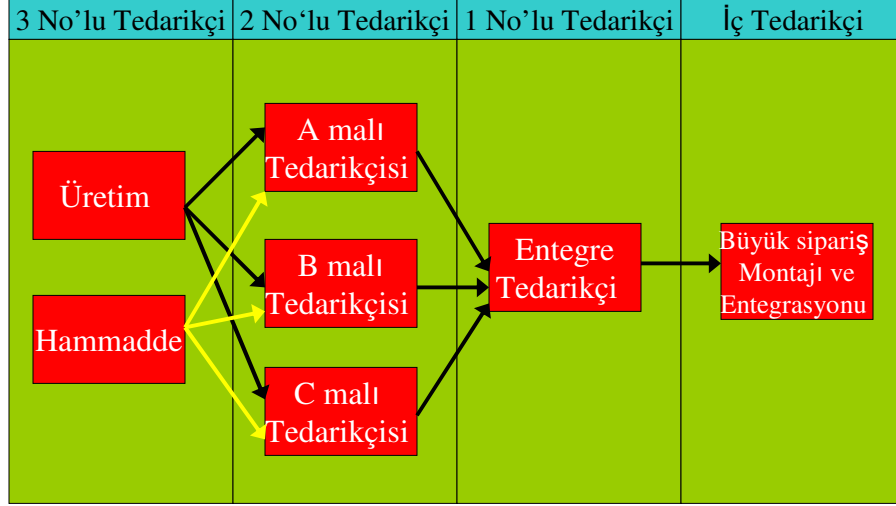 3 No’lu Tedarikçi
2 No‘lu Tedarikçi
1 No’lu Tedarikçi
İç Tedarikçi
Üretim
Hammadde
A malı
Tedarikçisi
B malı
Tedarikçisi
C malı
Tedarikçisi
Entegre
Tedarikçi
Büyük sipariş
Montajı ve
Entegrasyonu